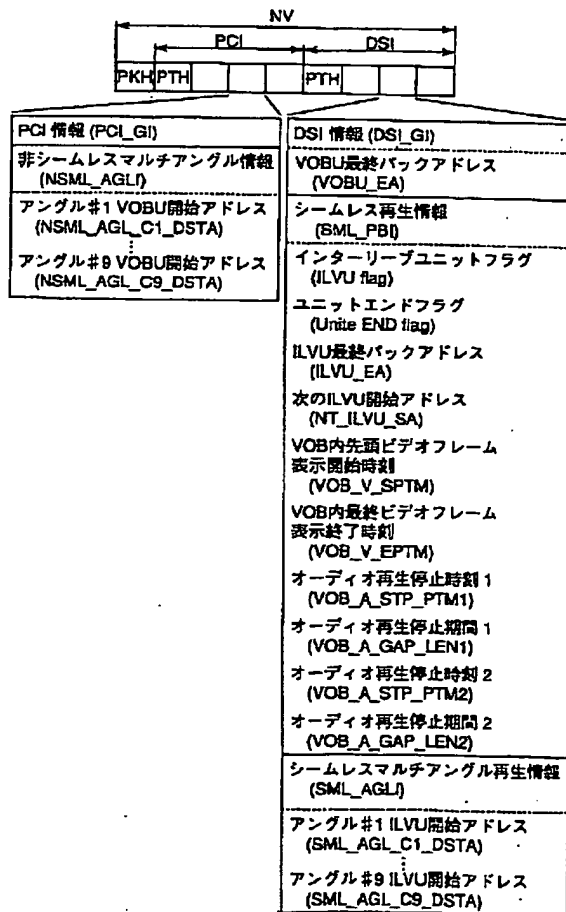 NV
PCI
DSI
PKH PTH PTH
PCI 情報 (PCI_GI)
非シームレスマルチアングル情報
(NSML_AGLI)
アングル#1 VOBU開始アドレス
(NSML_AGL_C1_DSTA)
アングル#9 VOBU開始アドレス
(NSML_AGL_C9_DSTA)
DSI 情報 (DSI_GI)
VOBU最終パックアドレス
(VOBU_EA)
シームレス再生情報
(SML_PBI)
インターリーブユニットフラグ
(ILVU flag)
ユニットエンドフラグ
(Unite END flag)
ILVU最終パックアドレス
(ILVU_EA)
次のILVU開始アドレス
(NT_ILVU_SA)
VOB内先頭ビデオフレーム
表示開始時刻
(VOB_V_SPTM)
VOB内最終ビデオフレーム
表示終了時刻
(VOB_V_EPTM)
オーディオ再生停止時刻 1
(VOB_A_STP_PTM1)
オーディオ再生停止期間 1
(VOB_A_GAP_LEN1)
オーディオ再生停止時刻 2
(VOB_A_STP_PTM2)
オーディオ再生停止期間 2
(VOB_A_GAP_LEN2)
シームレスマルチアングル再生情報
(SML_AGLI)
アングル#1 ILVU開始アドレス
(SML_AGL_C1_DSTA)
アングル#9 ILVU開始アドレス
(SML_AGL_C9_DSTA)